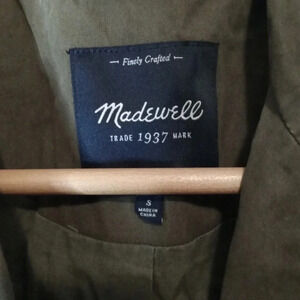 Finely Crafted
Madewell
TRADE 1937 MARK
S
MADE IN
CHINA